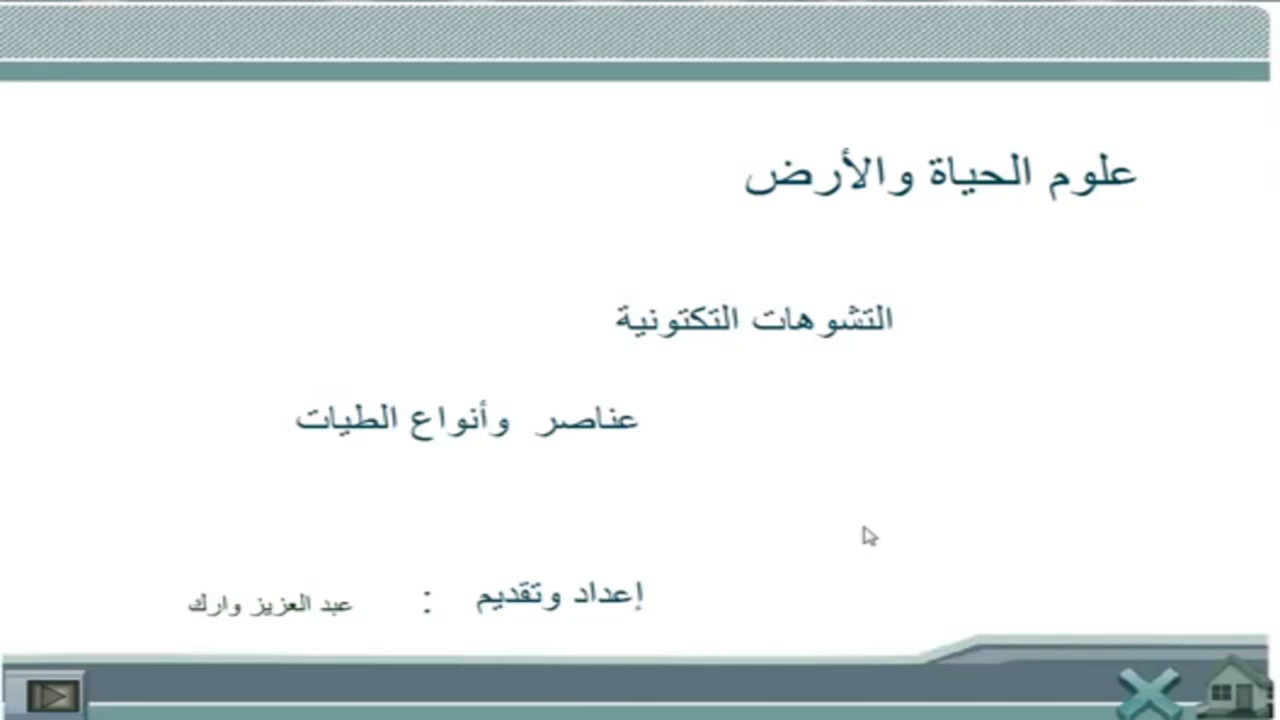 علوم الحياة والأرض
التشوهات التكتونية
عناصر وأنواع الطيات
إعداد وتقديم : عبد العزيز وارك